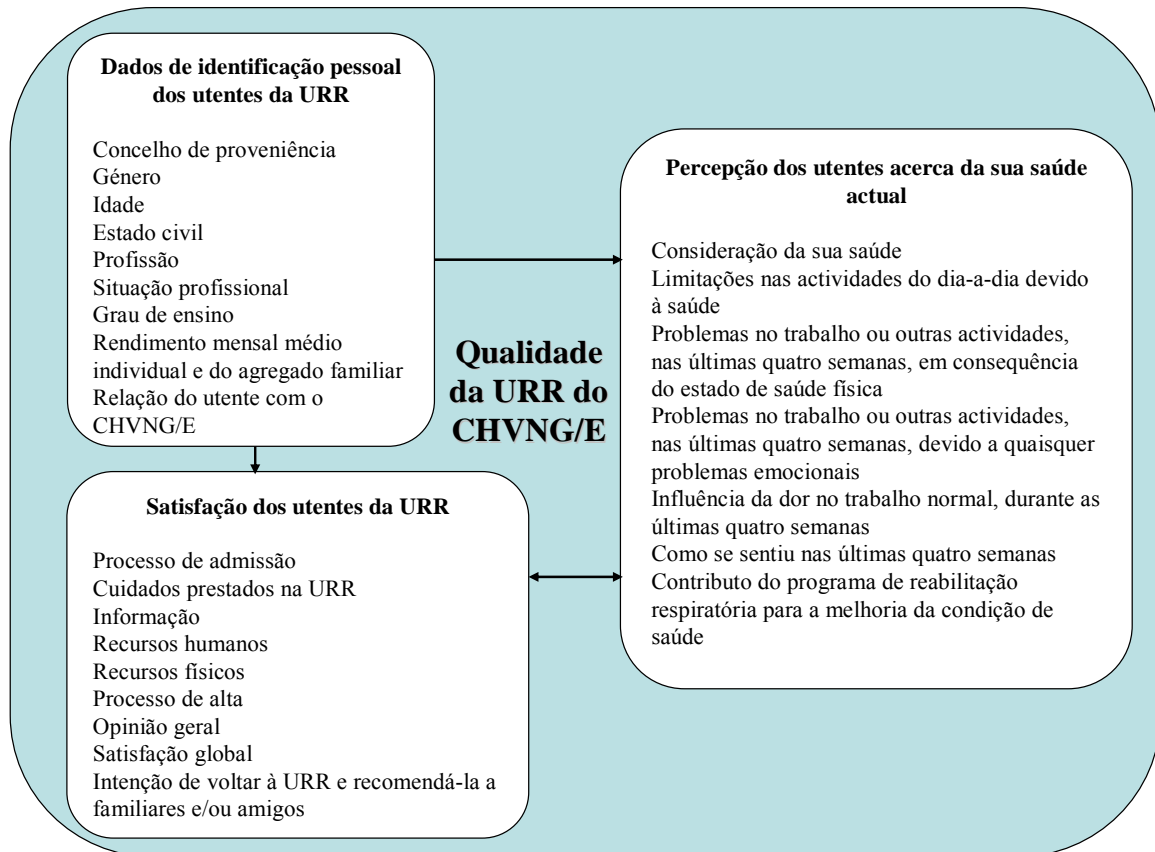 Dados de identificação pessoal
dos utentes da URR
Concelho de proveniência
Género
Idade
Estado civil
Profissão
Situação profissional
Grau de ensino
Rendimento mensal médio
individual e do agregado familiar
Relação do utente com o
CHVNG/E
Satisfação dos utentes da URR
Processo de admissão
Cuidados prestados na URR
Informação
Recursos humanos
Recursos físicos
Processo de alta
Opinião geral
Satisfação global
Intenção de voltar à URR e recomendá-la a
familiares e/ou amigos
Qualidade
da URR do
CHVNG/E
Percepção dos utentes acerca da sua saúde
actual
Consideração da sua saúde
Limitações nas actividades do dia-a-dia devido
à saúde
Problemas no trabalho ou outras actividades,
nas últimas quatro semanas, em consequência
do estado de saúde física
Problemas no trabalho ou outras actividades,
nas últimas quatro semanas, devido a quaisquer
problemas emocionais
Influência da dor no trabalho normal, durante as
últimas quatro semanas
Como se sentiu nas últimas quatro semanas
Contributo do programa de reabilitação
respiratória para a melhoria da condição de
saúde